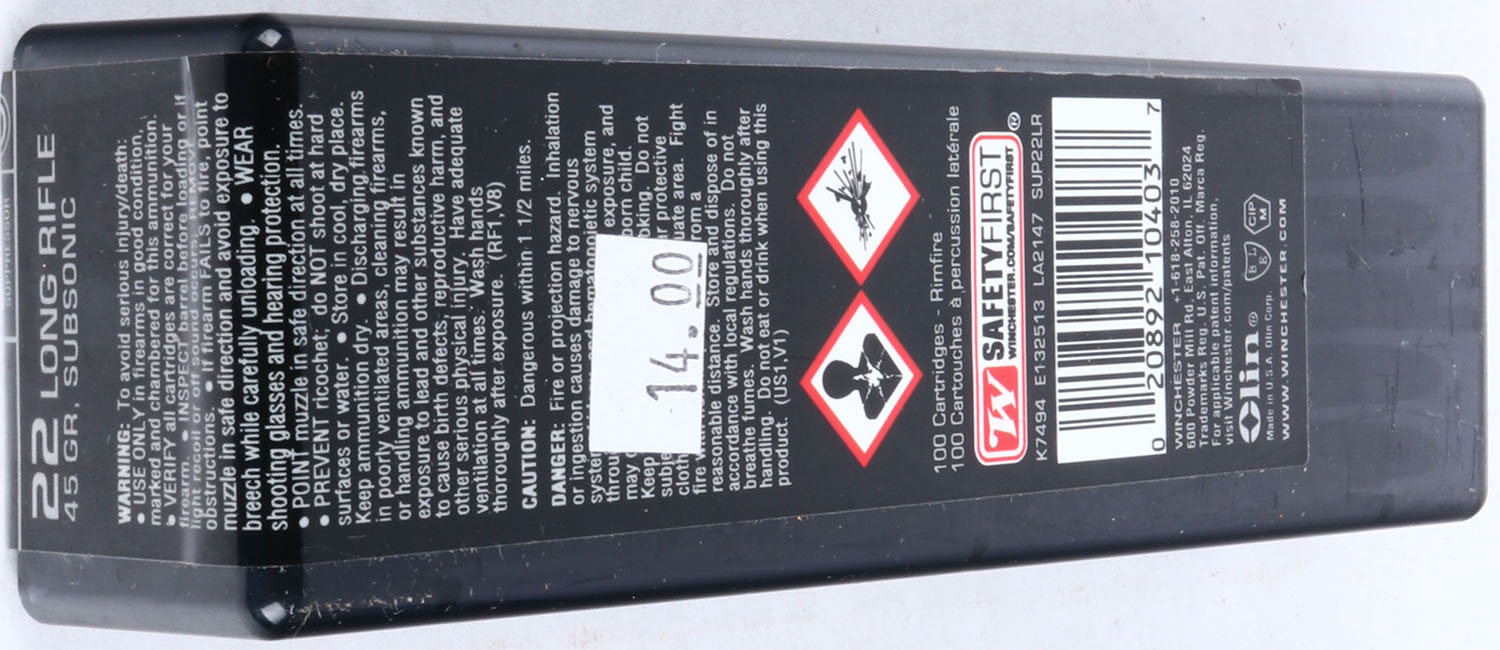 SUPPRESSOR
22 LONG RIFLE
45 GR, SUBSONIC
WARNING: To avoid serious injury/death:
• USE ONLY in firearms in good condition,
marked and chambered for this ammunition.
• VERIFY all cartridges are correct for your
firearm. • INSPECT barrel before loading or if
light recoil or off sound occurs, REMOVE
obstructions. • If firearm FAILS to fire, point
muzzle in safe direction and avoid exposure to
breech while carefully unloading. • WEAR
shooting glasses and hearing protection.
• POINT muzzle in safe direction at all times.
• PREVENT ricochet, do NOT shoot at hard
surfaces or water. • Store in cool, dry place.
Keep ammunition dry. • Discharging firearms
in poorly ventilated areas, cleaning firearms,
or handling ammunition may result in
exposure to lead and other substances known
to cause birth defects, reproductive harm, and
other serious physical injury. Have adequate
ventilation at all times. Wash hands
thoroughly after exposure. (RF1,V8)
CAUTION: Dangerous within 1 1/2 miles.
DANGER: Fire or projection hazard. Inhalation
or ingestion causes damage to nervous
system
exposure, and
may
Keep Do not
protective
area. Fight
fire from a
reasonable distance. Store and dispose of in
accordance with local regulations. Do not
breathe fumes. Wash hands thoroughly after
handling. Do not eat or drink when using this
product. (US1,V1)
14.00
100 Cartridges - Rimfire
100 Cartouches à percussion latérale
W SAFETYFIRST®
WINCHESTER.COM/SAFETYFIRST
K7494 E132513 LA2147 SUP22LR
0 20892 10403 7
WINCHESTER +1-618-258-2010
600 Powder Mill Rd, East Alton, IL 62024
Trademarks Reg. U.S. Pat. Off. Marca Reg.
For applicable patent information,
visit Winchester.com/patents
Olin®
BLEE
CIP
M
Made in U.S.A. Olin Corp.
WWW.WINCHESTER.COM